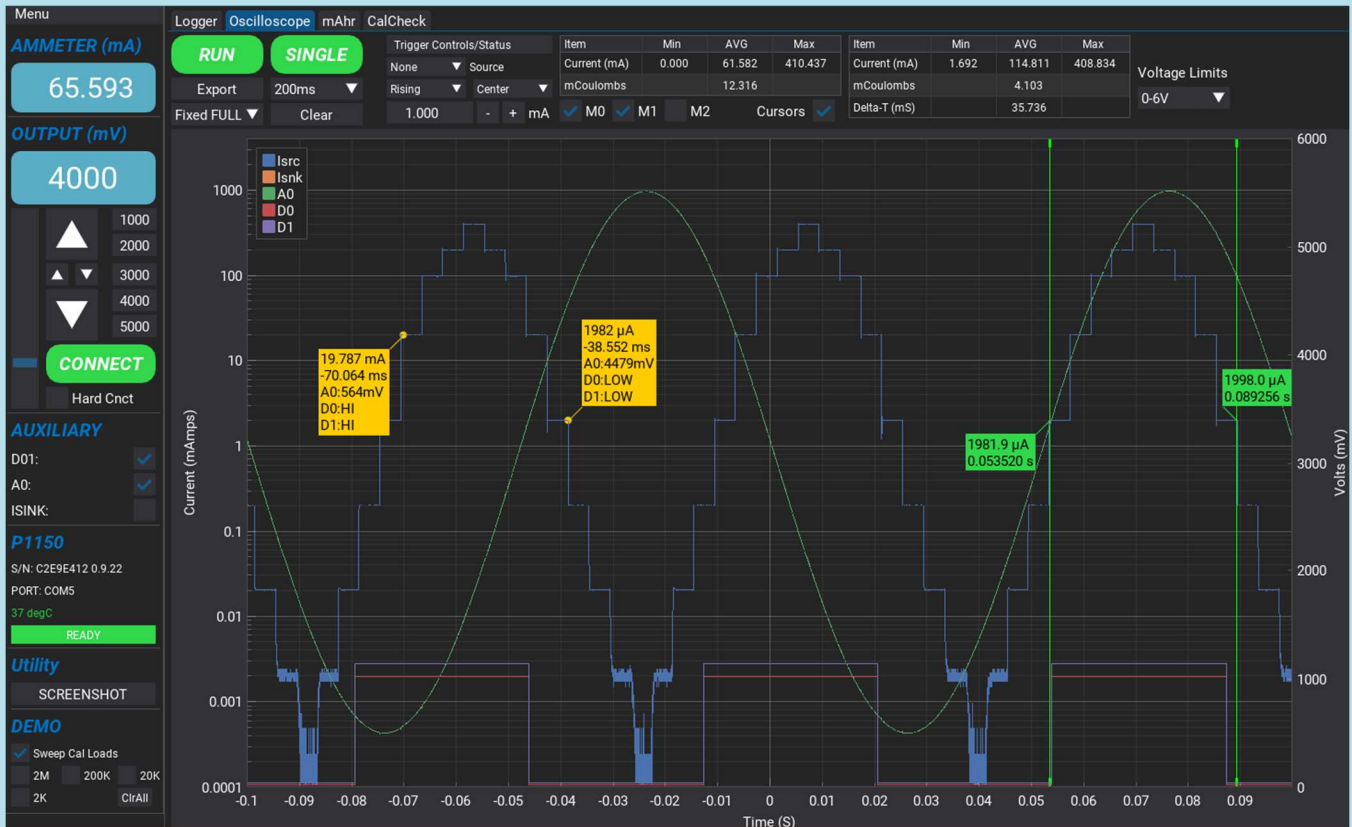 Menu
AMMETER (mA)
65.593
OUTPUT (mV)
4000
1000
2000
3000
4000
5000
CONNECT
Hard Cnct
AUXILIARY
D01:
A0:
ISINK:
P1150
S/N: C2E9E412 0.9.22
PORT: COM5
37 degC
READY
Utility
SCREENSHOT
DEMO
Sweep Cal Loads
2M 200K 20K
2K ClrAll
Logger Oscilloscope mAhr CalCheck
RUN SINGLE
Export 200ms
Fixed FULL Clear
Trigger Controls/Status
None Source
Rising Center
1.000 - + mA
Item Min AVG Max
Current (mA) 0.000 61.582 410.437
mCoulombs 12.316
M0 M1 M2 Cursors
Item Min AVG Max
Current (mA) 1.692 114.811 408.834
mCoulombs 4.103
Delta-T (mS) 35.736
Voltage Limits
0-6V
Isrc
Isnk
A0
D0
D1
19.787 mA
-70.064 ms
A0:564mV
D0:HI
D1:HI
1982 µA
-38.552 ms
A0:4479mV
D0:LOW
D1:LOW
1981.9 µA
0.053520 s
1998.0 µA
0.089256 s
Current (mAmps)
1000
100
10
1
0.1
0.01
0.001
0.0001
6000
5000
4000
3000
2000
1000
0
Volts (mV)
-0.1 -0.09 -0.08 -0.07 -0.06 -0.05 -0.04 -0.03 -0.02 -0.01 0 0.01 0.02 0.03 0.04 0.05 0.06 0.07 0.08 0.09
Time (S)